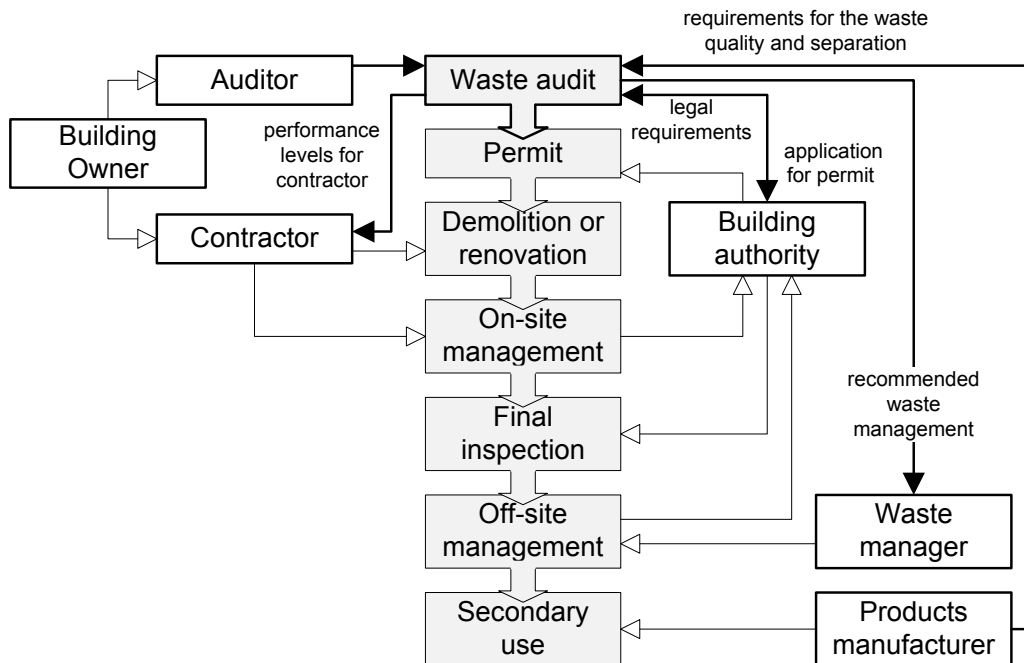 requirements for the waste
quality and separation
Auditor
Waste audit
Building
Owner
performance
levels for
contractor
legal
requirements
Permit
application
for permit
Contractor
Demolition or
renovation
Building
authority
On-site
management
recommended
waste
management
Final
inspection
Off-site
management
Waste
manager
Secondary
use
Products
manufacturer